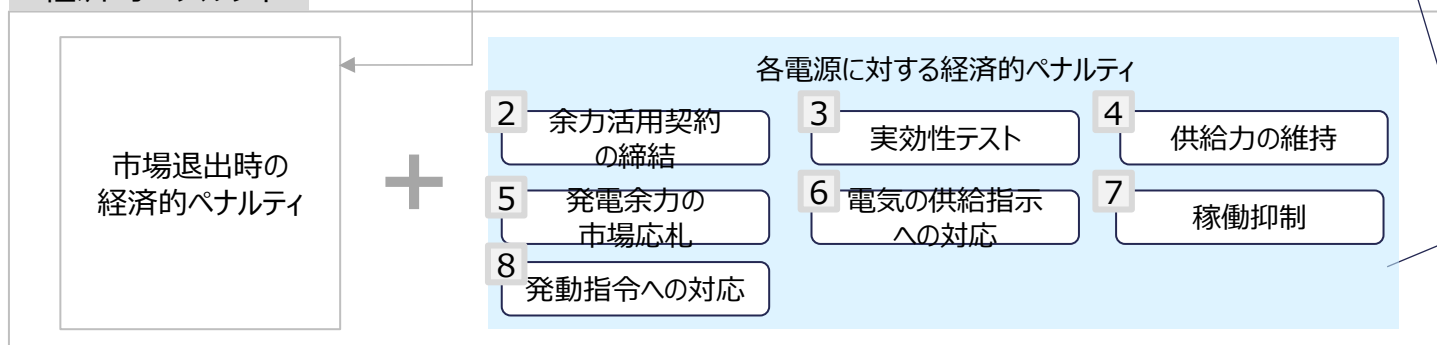 各電源に対する経済的ペナルティ
市場退出時の
経済的ペナルティ
+
2
余力活用契約
の締結
3
実効性テスト
4
供給力の維持
5
発電余力の
市場応札
6
電気の供給指示
への対応
7
稼働抑制
8
発動指令への対応